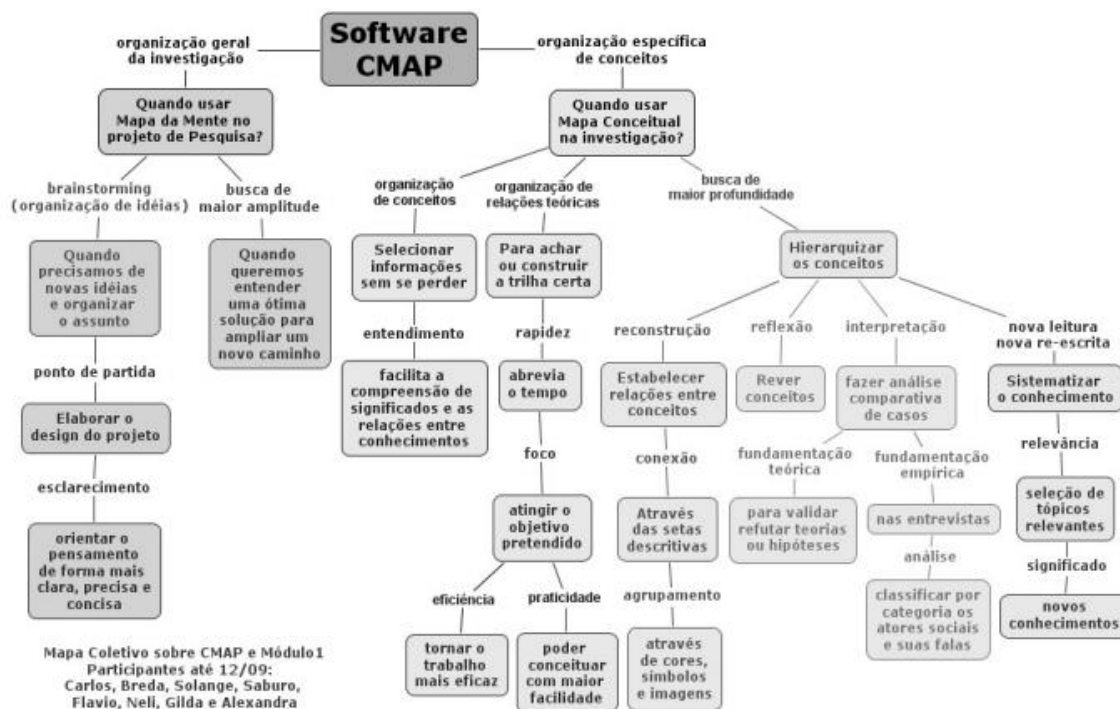 Software
CMAP
organização geral
da investigação
organização específica
de conceitos
Quando usar
Mapa da Mente no
projeto de Pesquisa?
Quando usar
Mapa Conceitual
na investigação?
brainstorming
(organização de idéias)
busca de
maior amplitude
organização
de conceitos
organização de
relações teóricas
busca de
maior profundidade
Quando
precisamos de
novas idéias
e organizar
o assunto
Quando
queremos
entender
uma ótima
solução para
ampliar um
novo caminho
Selecionar
informações
sem se perder
Para achar
ou construir
a trilha certa
Hierarquizar
os conceitos
ponto de partida
entendimento
rapidez
reconstrução
reflexão
interpretação
nova leitura
nova re-escrita
Elaborar o
design do projeto
facilita a
compreensão de
significados e as
relações entre
conhecimentos
abrevia
o tempo
Estabelecer
relações entre
conceitos
Rever
conceitos
fazer análise
comparativa
de casos
Sistematizar
o conhecimento
esclarecimento
foco
conexão
fundamentação
teórica
fundamentação
empírica
relevância
orientar o
pensamento
de forma mais
clara, precisa e
concisa
atingir o
objetivo
pretendido
Através
das setas
descritivas
para validar
refutar teorias
ou hipóteses
nas entrevistas
seleção de
tópicos
relevantes
eficiência
praticidade
agrupamento
análise
significado
tornar o
trabalho
mais eficaz
poder
conceituar
com maior
facilidade
através
de cores,
símbolos
e imagens
classificar por
categoria os
atores sociais
e suas falas
novos
conhecimentos
Mapa Coletivo sobre CMAP e Módulo1
Participantes até 12/09:
Carlos, Breda, Solange, Saburo,
Flavio, Neli, Gilda e Alexandra